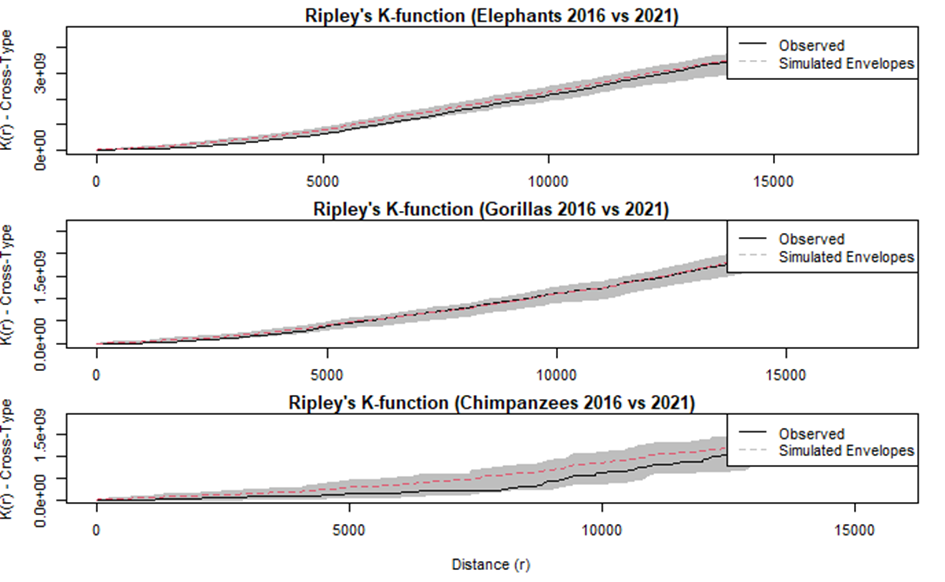 Ripley's K-function (Elephants 2016 vs 2021)
K(r) - Cross-Type
3e+09
0e+00
Observed
Simulated Envelopes
0 5000 10000 15000
Ripley's K-function (Gorillas 2016 vs 2021)
K(r) - Cross-Type
1.5e+09
0.0e+00
Observed
Simulated Envelopes
0 5000 10000 15000
Ripley's K-function (Chimpanzees 2016 vs 2021)
K(r) - Cross-Type
1.5e+09
0.0e+00
Observed
Simulated Envelopes
0 5000 10000 15000
Distance (r)